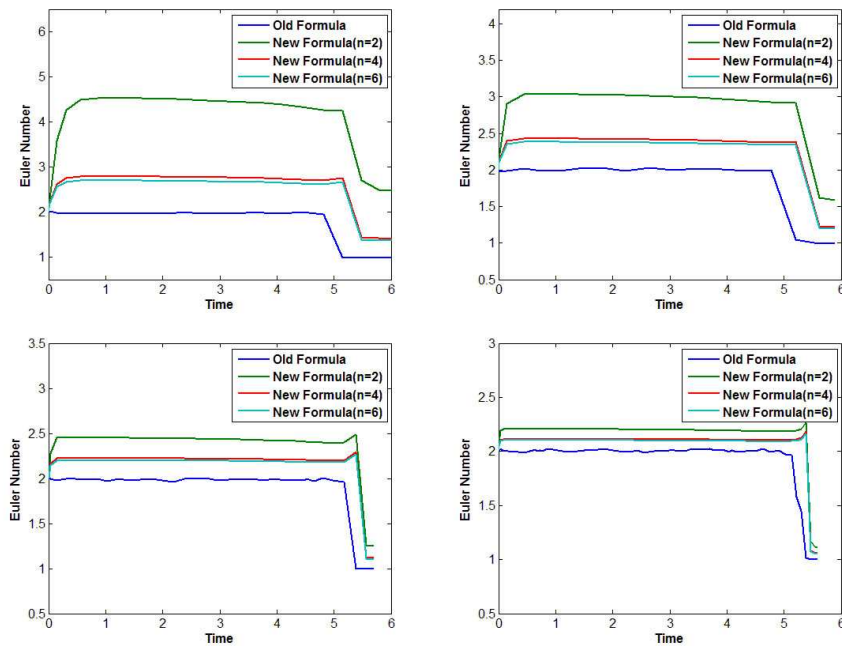 Old Formula
New Formula(n=2)
New Formula(n=4)
New Formula(n=6)
Euler Number
6
5
4
3
2
1
0 1 2 3 4 5 6
Time
Old Formula
New Formula(n=2)
New Formula(n=4)
New Formula(n=6)
Euler Number
4
3.5
3
2.5
2
1.5
1
0.5
0 1 2 3 4 5 6
Time
Old Formula
New Formula(n=2)
New Formula(n=4)
New Formula(n=6)
Euler Number
3.5
3
2.5
2
1.5
1
0.5
0 1 2 3 4 5 6
Time
Old Formula
New Formula(n=2)
New Formula(n=4)
New Formula(n=6)
Euler Number
3
2.5
2
1.5
1
0.5
0 1 2 3 4 5 6
Time